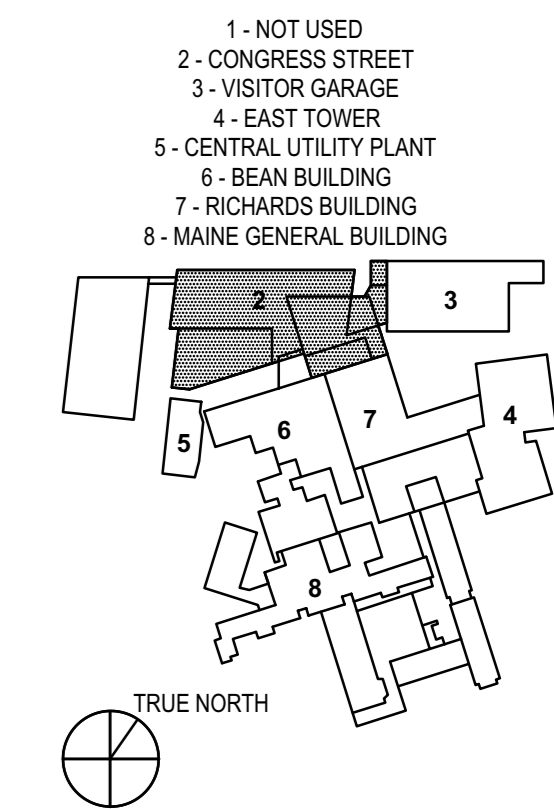 1 - NOT USED
2 - CONGRESS STREET
3 - VISITOR GARAGE
4 - EAST TOWER
5 - CENTRAL UTILITY PLANT
6 - BEAN BUILDING
7 - RICHARDS BUILDING
8 - MAINE GENERAL BUILDING
2
3
4
7
6
5
8
TRUE NORTH